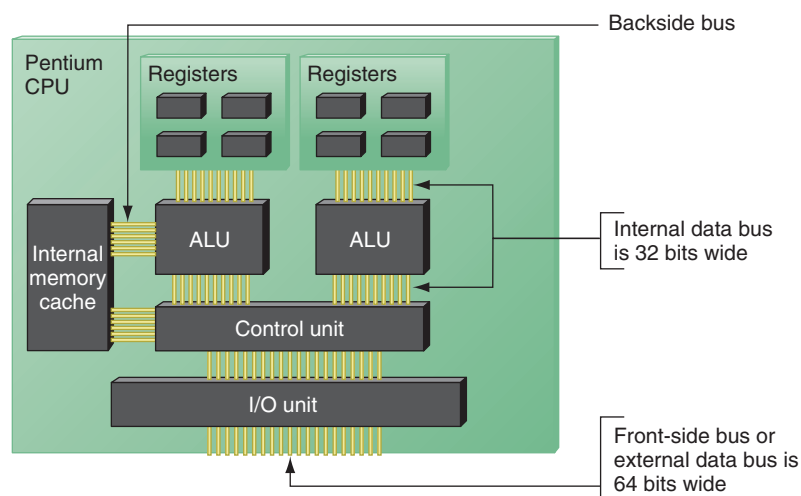 Backside bus
Pentium
CPU
Registers
Registers
Internal
memory
cache
ALU
ALU
Internal data bus
is 32 bits wide
Control unit
I/O unit
Front-side bus or
external data bus is
64 bits wide